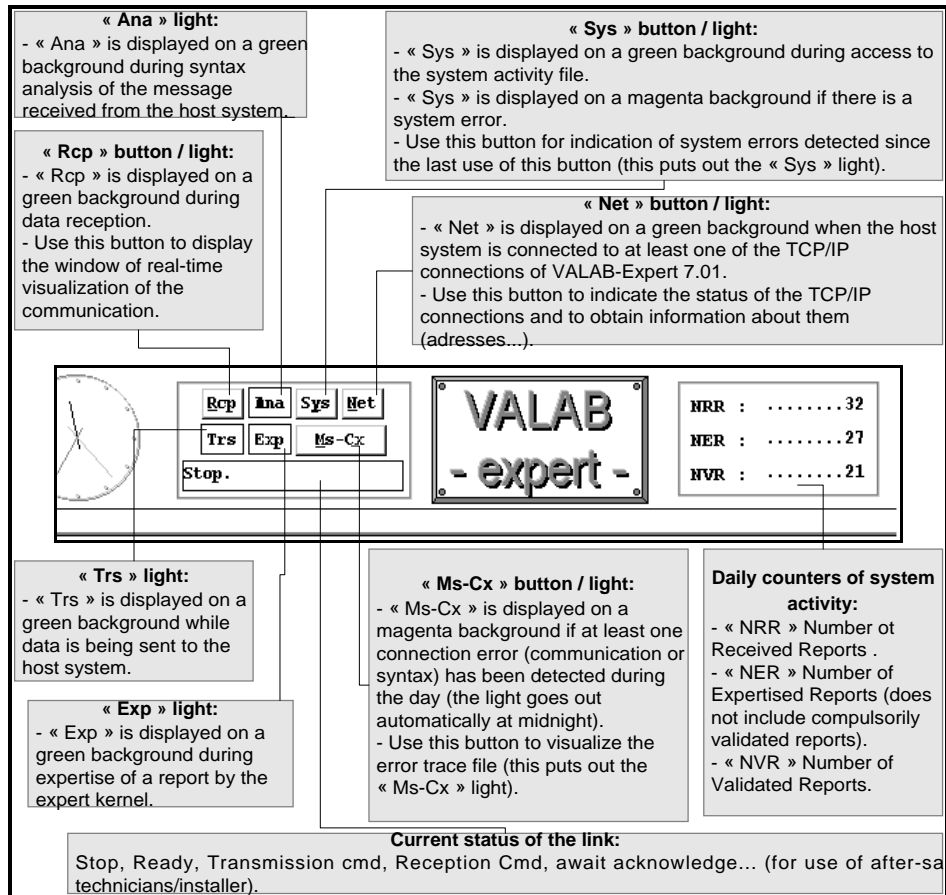 « Ana » light:
- « Ana » is displayed on a green
background during syntax
analysis of the message
received from the host system.
« Sys » button / light:
- « Sys » is displayed on a green background during access to
the system activity file.
- « Sys » is displayed on a magenta background if there is a
system error.
- Use this button for indication of system errors detected since
the last use of this button (this puts out the « Sys » light).
« Rcp » button / light:
- « Rcp » is displayed on a
green background during
data reception.
- Use this button to display
the window of real-time
visualization of the
communication.
« Net » button / light:
- « Net » is displayed on a green background when the host
system is connected to at least one of the TCP/IP
connections of VALAB-Expert 7.01.
- Use this button to indicate the status of the TCP/IP
connections and to obtain information about them
(adresses...).
Rcp Ana Sys Net
Trs Exp Ms-Cx
Stop.
VALAB
- expert -
NRR : ........32
NER : ........27
NVR : ........21
« Trs » light:
- « Trs » is displayed on a
green background while
data is being sent to the
host system.
« Exp » light:
- « Exp » is displayed on a
green background during
expertise of a report by the
expert kernel.
« Ms-Cx » button / light:
- « Ms-Cx » is displayed on a
magenta background if at least one
connection error (communication or
syntax) has been detected during
the day (the light goes out
automatically at midnight).
- Use this button to visualize the
error trace file (this puts out the
« Ms-Cx » light).
Daily counters of system
activity:
- « NRR » Number of
Received Reports .
- « NER » Number of
Expertised Reports (does
not include compulsorily
validated reports).
- « NVR » Number of
Validated Reports.
Current status of the link:
Stop, Ready, Transmission cmd, Reception Cmd, await acknowledge... (for use of after-sa
technicians/installer).